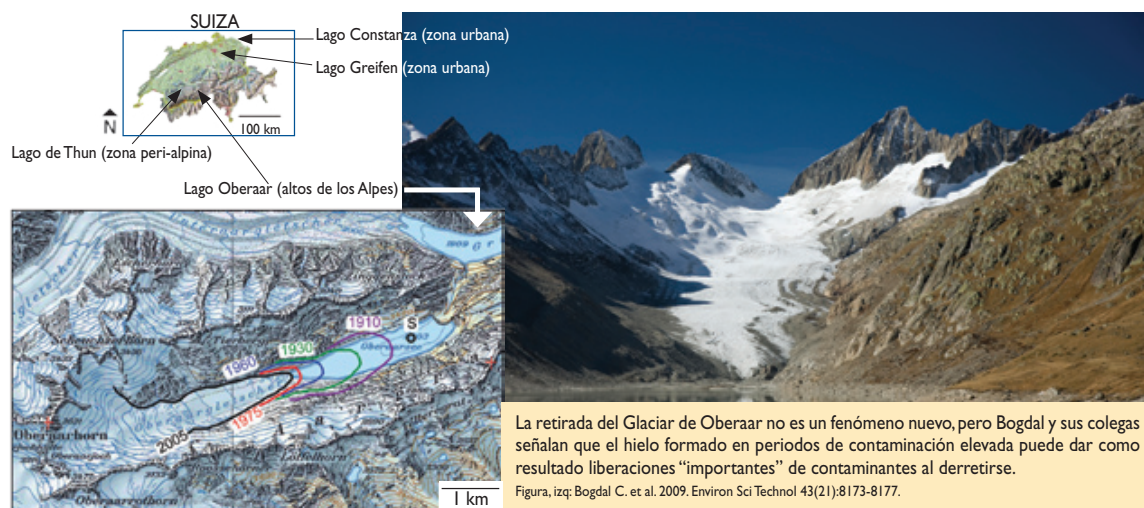 SUIZA
Lago Constanza (zona urbana)
Lago Greifen (zona urbana)
100 km
N
Lago de Thun (zona peri-alpina)
Lago Oberaar (altos de los Alpes)
1910
S
1930
1960
1975
2005
Oberaarhorn
Oberaarrothorn
1 km
La retirada del Glaciar de Oberaar no es un fenómeno nuevo, pero Bogdal y sus colegas
señalan que el hielo formado en periodos de contaminación elevada puede dar como
resultado liberaciones “importantes” de contaminantes al derretirse.
Figura, izq: Bogdal C. et al. 2009. Environ Sci Technol 43(21):8173-8177.